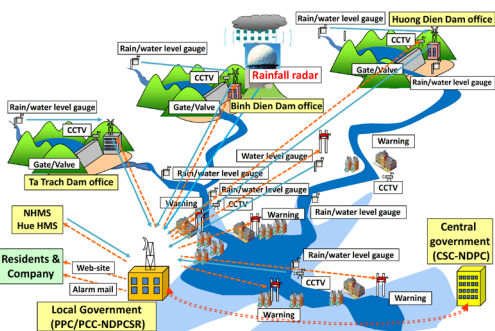 Huong Dien Dam office
Rain/water level gauge
CCTV
Rain/water level gauge
CCTV
Rainfall radar
Gate/Valve
Rain/water level gauge
Gate/Valve
Binh Dien Dam office
Rain/water level gauge
CCTV
Gate/Valve
Ta Trach Dam office
Water level gauge
Warning
Rain/water level gauge
CCTV
Rain/water level gauge
Warning
CCTV
Rain/water level gauge
Warning
Rain/water level gauge
NHMS
Hue HMS
Residents &
Company
Web-site
Alarm mail
Local Government
(PPC/PCC-NDPCSR)
Rain/water level gauge
CCTV
Warning
Warning
Central
government
(CSC-NDPC)